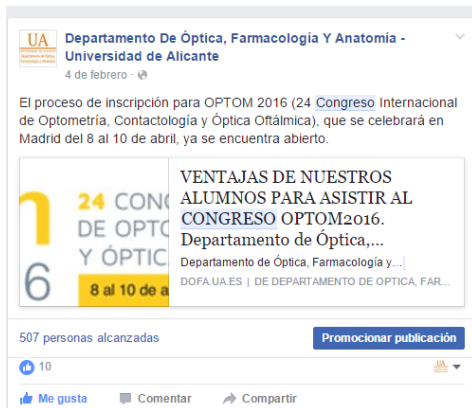 UA
Departamento De Óptica, Farmacología Y Anatomía -
Universidad de Alicante
4 de febrero ·
El proceso de inscripción para OPTOM 2016 (24 Congreso Internacional
de Optometría, Contactología y Óptica Oftálmica), que se celebrará en
Madrid del 8 al 10 de abril, ya se encuentra abierto.
24 CONG
DE OPTO
Y ÓPTIC
6
8 al 10 de a
VENTAJAS DE NUESTROS
ALUMNOS PARA ASISTIR AL
CONGRESO OPTOM2016.
Departamento de Óptica,...
Departamento de Óptica, Farmacología y...
DOFA.UA.ES | DE DEPARTAMENTO DE OPTICA, FAR...
507 personas alcanzadas
Promocionar publicación
10
Me gusta
Comentar
Compartir